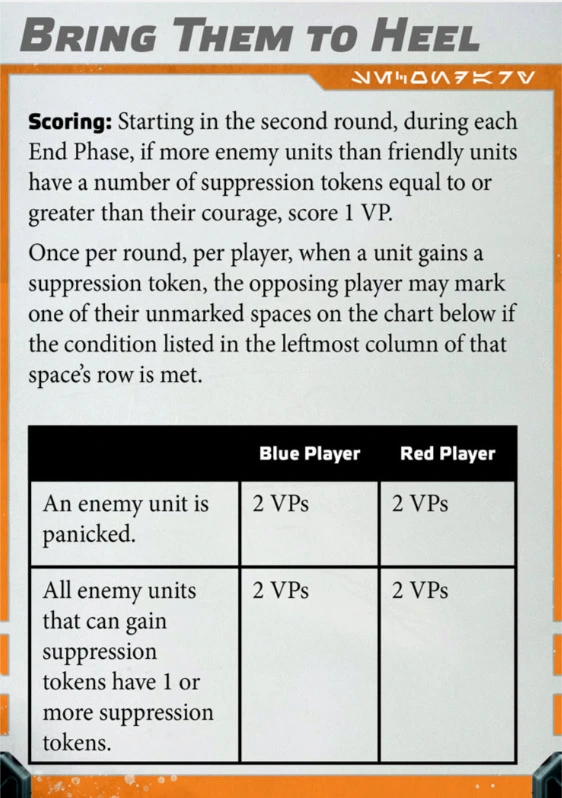 BRING THEM TO HEEL
Scoring: Starting in the second round, during each
End Phase, if more enemy units than friendly units
have a number of suppression tokens equal to or
greater than their courage, score 1 VP.
Once per round, per player, when a unit gains a
suppression token, the opposing player may mark
one of their unmarked spaces on the chart below if
the condition listed in the leftmost column of that
space's row is met.
Blue Player Red Player
An enemy unit is 2 VPs 2 VPs
panicked.
All enemy units 2 VPs 2 VPs
that can gain
suppression
tokens have 1 or
more suppression
tokens.